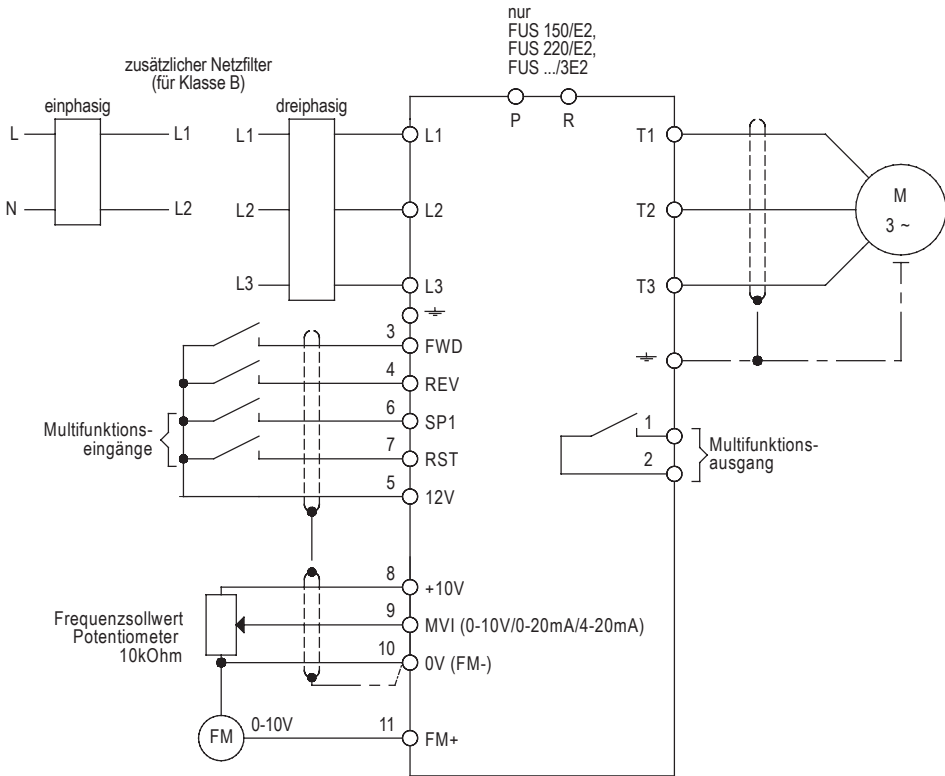 nur
FUS 150/E2,
FUS 220/E2,
FUS .../3E2
zusätzlicher Netzfilter
(für Klasse B)
einphasig
dreiphasig
P
R
L
L1
L1
L1
T1
N
L2
L2
L2
T2
M
3 ~
L3
L3
T3
3
FWD
4
REV
6
SP1
7
RST
5
12V
Multifunktions-
eingänge
1
2
Multifunktions-
ausgang
8
+10V
9
MVI (0-10V/0-20mA/4-20mA)
10
0V (FM-)
Frequenzsollwert
Potentiometer
10kOhm
FM
0-10V
11
FM+